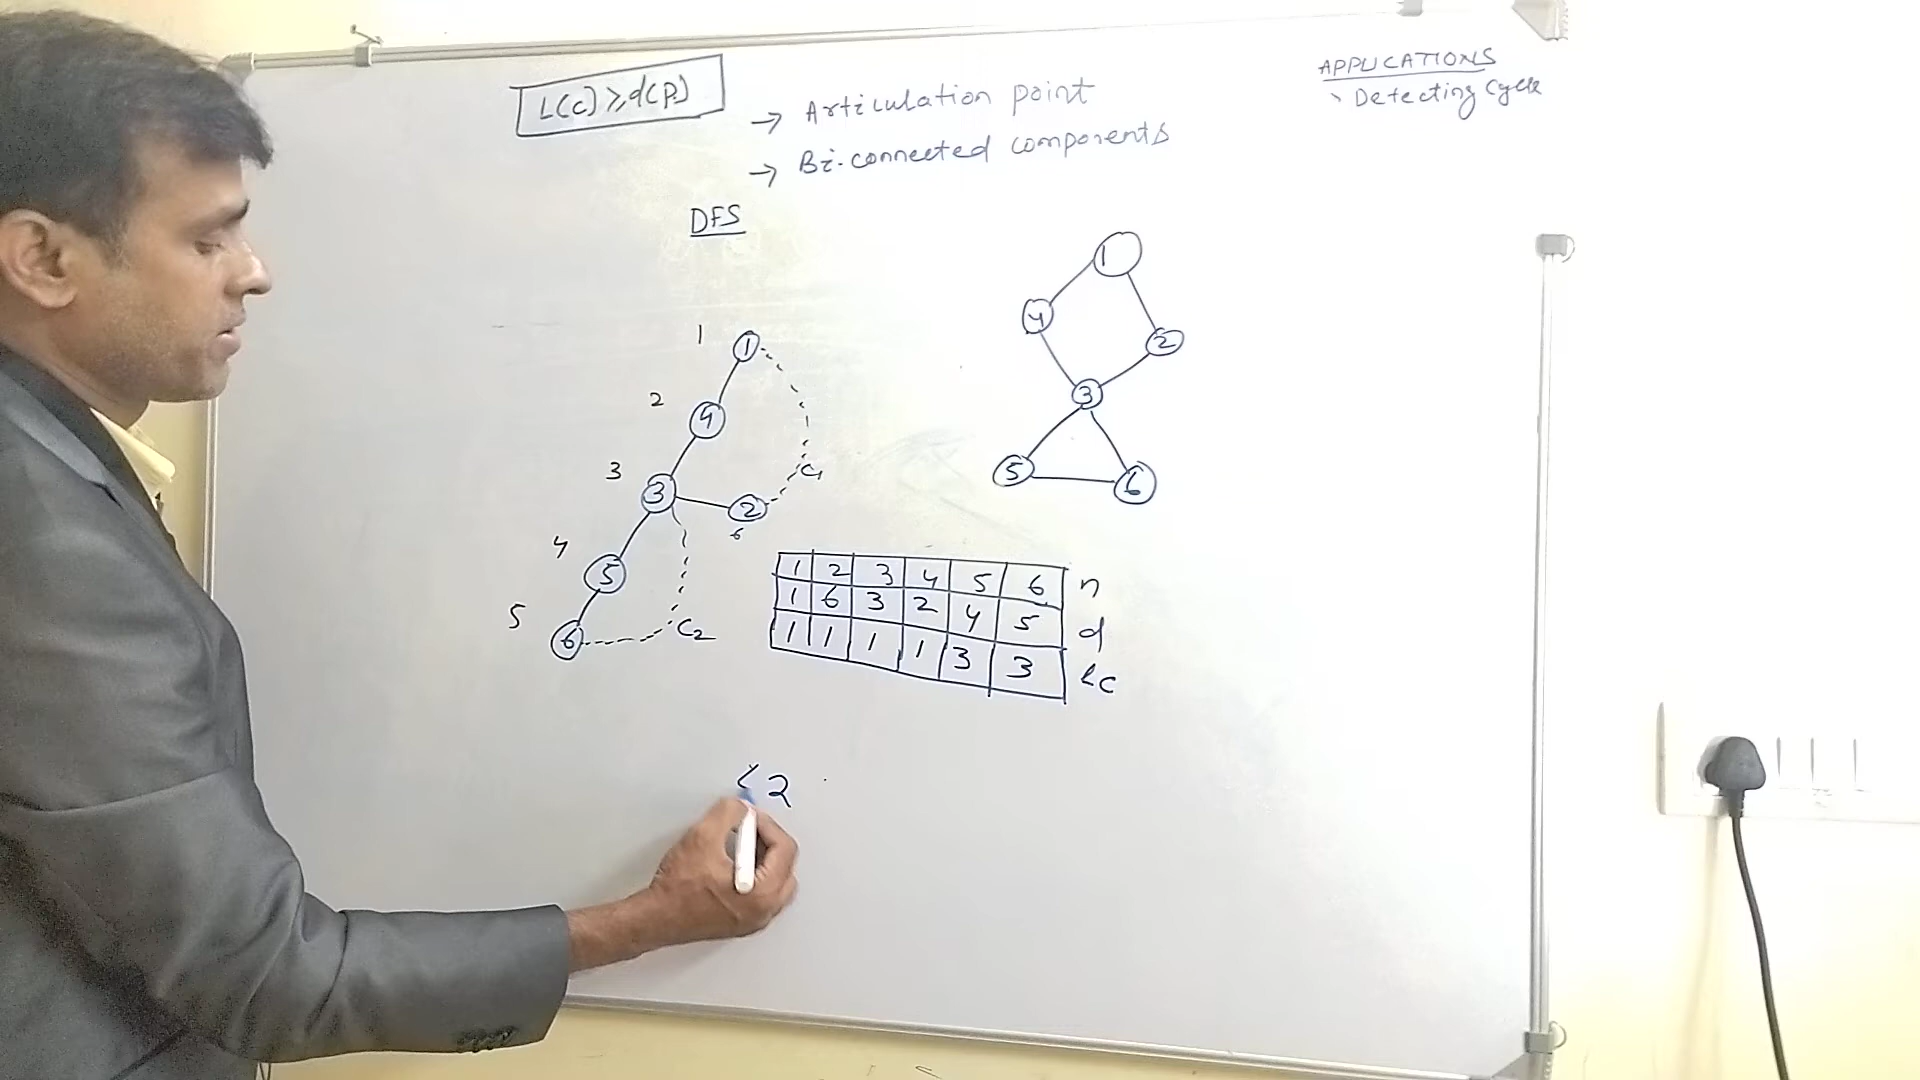 L(c) ≥ d(p)
→ Articulation point
→ Bi-connected components
APPLICATIONS
> Detecting Cycle
DFS
1
1
2
4
3
3
2
6
C1
4
5
5
6
C2
1
4
2
3
5
6
1 2 3 4 5 6 n
1 6 3 2 4 5 d
1 1 1 1 3 3 LC
< 2